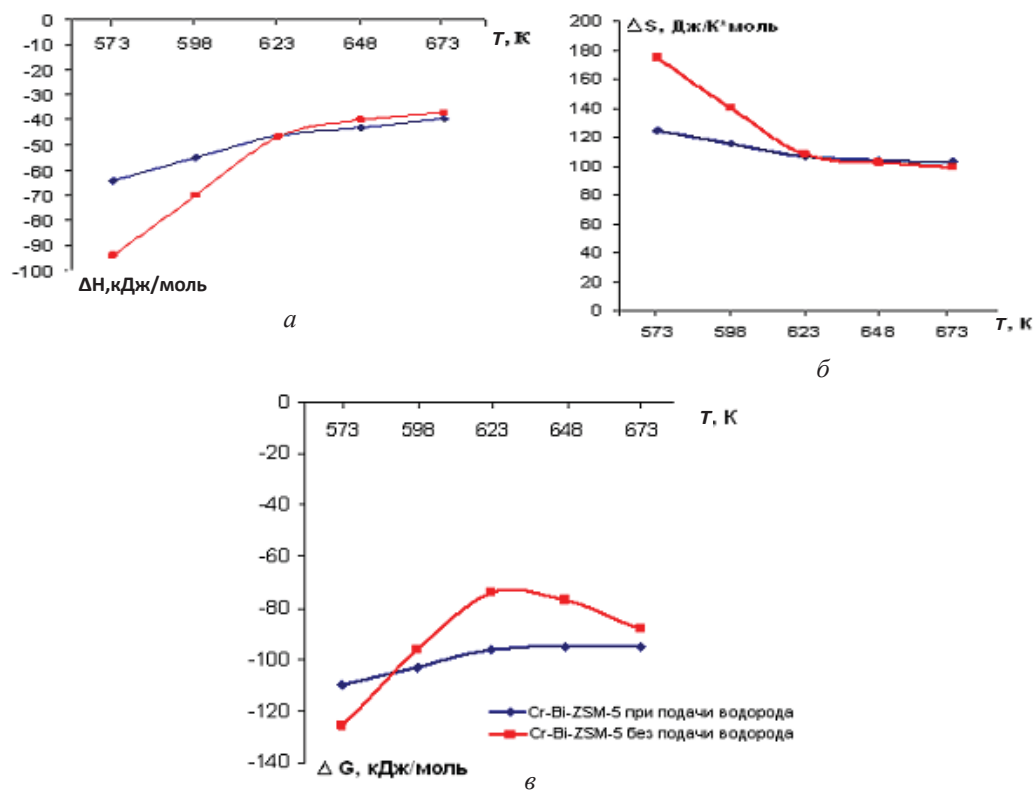 0
-10
-20
-30
-40
-50
-60
-70
-80
-90
-100
573 598 623 648 673
T, К
ΔH,кДж/моль
а
△S, Дж/К*моль
200
180
160
140
120
100
80
60
40
20
0
573 598 623 648 673
T, К
б
0
-20
-40
-60
-80
-100
-120
-140
573 598 623 648 673
T, К
Cr-Bi-ZSM-5 при подачи водорода
Cr-Bi-ZSM-5 без подачи водорода
△ G, кДж/моль
в